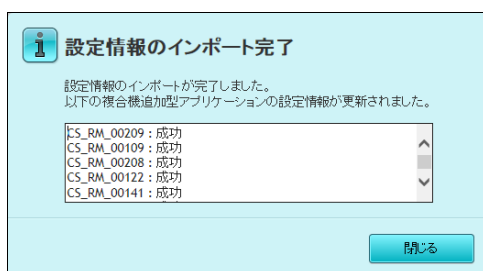 設定情報のインポート完了
設定情報のインポートが完了しました。
以下の複合機追加型アプリケーションの設定情報が更新されました。
CS_RM_00209 : 成功
CS_RM_00109 : 成功
CS_RM_00208 : 成功
CS_RM_00122 : 成功
CS_RM_00141 : 成功
閉じる